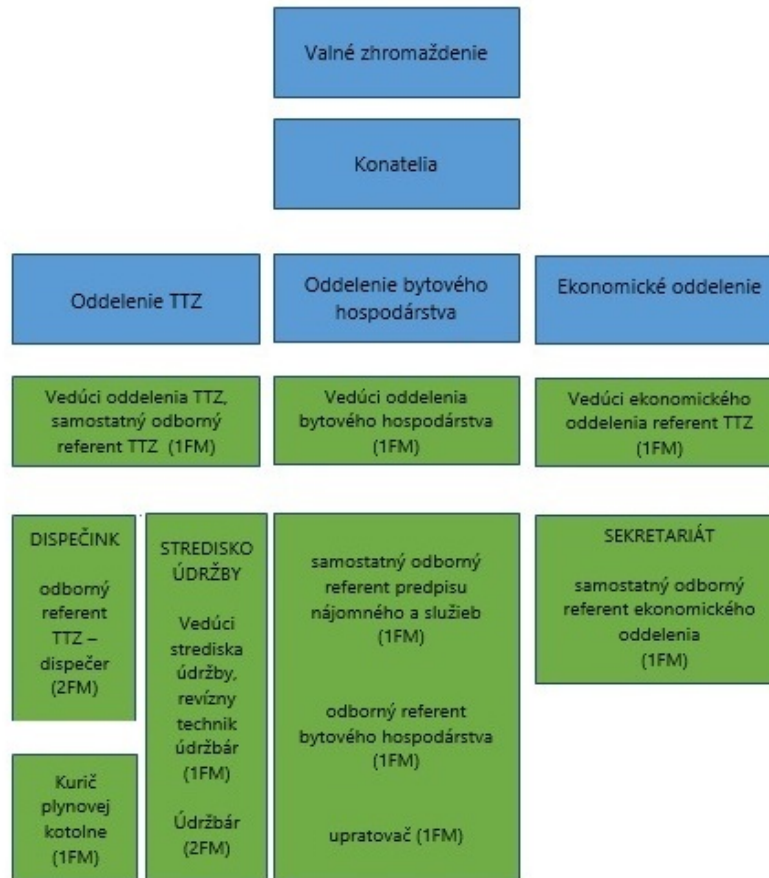 Valné zhromaždenie
Konatelia
Oddelenie TTZ
Oddelenie bytového
hospodárstva
Ekonomické oddelenie
Vedúci oddelenia TTZ,
samostatný odborný
referent TTZ (1FM)
Vedúci oddelenia
bytového hospodárstva
(1FM)
Vedúci ekonomického
oddelenia referent TTZ
(1FM)
DISPEČINK
odborný
referent
TTZ –
dispečer
(2FM)
Kurič
plynovej
kotolne
(1FM)
STREDISKO
ÚDRŽBY
Vedúci
strediska
údržby,
revízny
technik
údržbár
(1FM)
Údržbár
(2FM)
samostatný odborný
referent predpisu
nájomného a služieb
(1FM)
odborný referent
bytového hospodárstva
(1FM)
upratovač (1FM)
SEKRETARIÁT
samostatný odborný
referent ekonomického
oddelenia
(1FM)